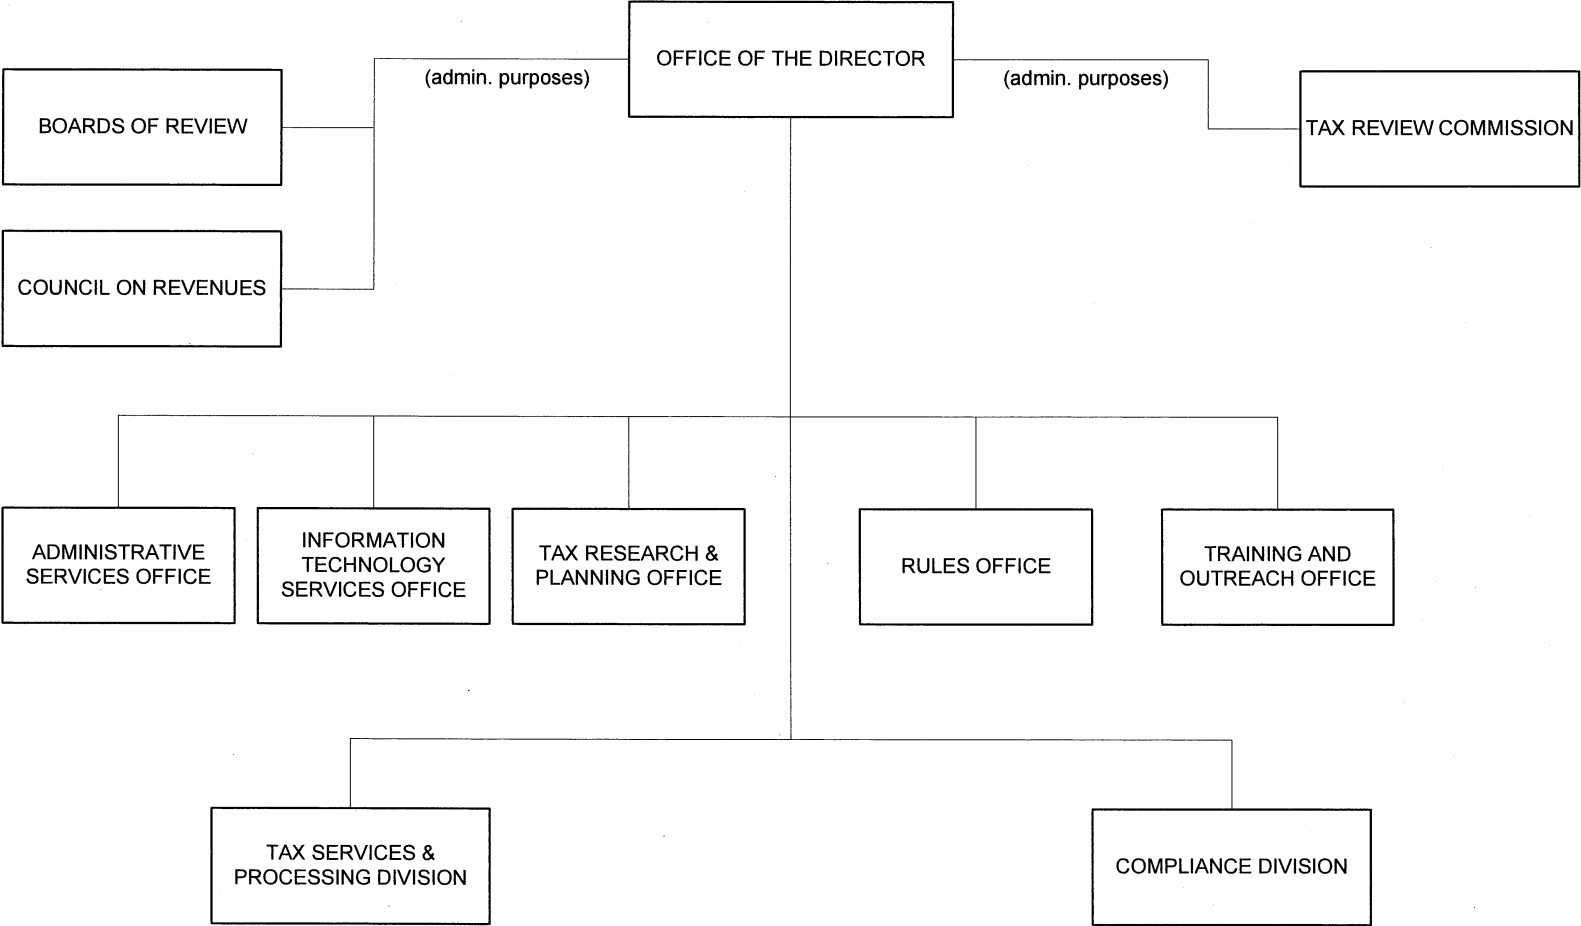 OFFICE OF THE DIRECTOR
(admin. purposes)
(admin. purposes)
BOARDS OF REVIEW
TAX REVIEW COMMISSION
COUNCIL ON REVENUES
ADMINISTRATIVE
SERVICES OFFICE
INFORMATION
TECHNOLOGY
SERVICES OFFICE
TAX RESEARCH &
PLANNING OFFICE
RULES OFFICE
TRAINING AND
OUTREACH OFFICE
TAX SERVICES &
PROCESSING DIVISION
COMPLIANCE DIVISION